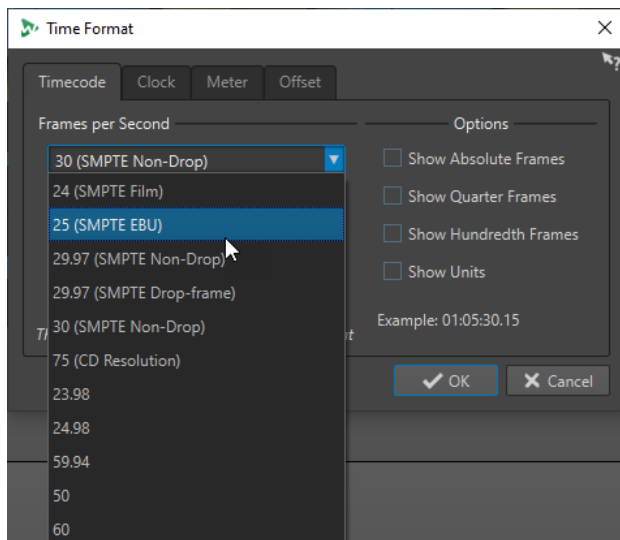 Time Format
Timecode Clock Meter Offset
Frames per Second
Options
30 (SMPTE Non-Drop)
24 (SMPTE Film)
25 (SMPTE EBU)
29.97 (SMPTE Non-Drop)
29.97 (SMPTE Drop-frame)
30 (SMPTE Non-Drop)
75 (CD Resolution)
23.98
24.98
59.94
50
60
Show Absolute Frames
Show Quarter Frames
Show Hundredth Frames
Show Units
Example: 01:05:30.15
OK
Cancel